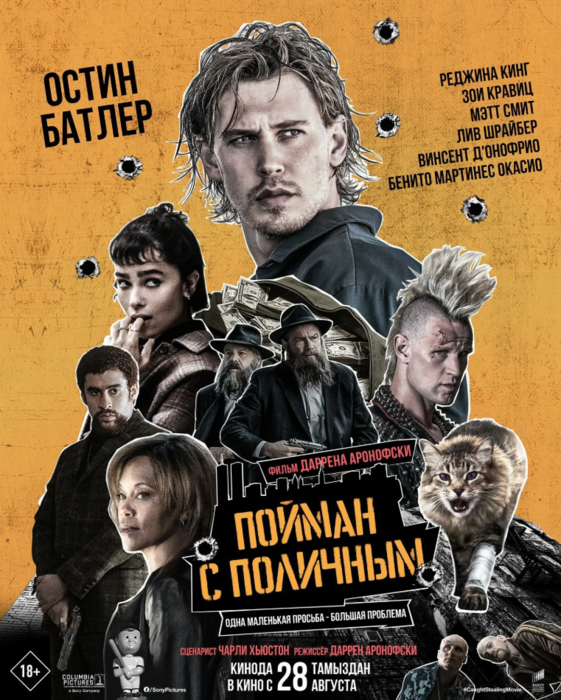 ОСТИН
БАТЛЕР
РЕДЖИНА КИНГ
ЗОИ КРАВИЦ
МЭТТ СМИТ
ЛИВ ШРАЙБЕР
ВИНСЕНТ Д'ОНОФРИО
БЕНИТО МАРТИНЕС ОКАСИО
ФИЛЬМ ДАРРЕНА АРОНОФСКИ
ПОЙМАН
С ПОЛИЧНЫМ
ОДНА МАЛЕНЬКАЯ ПРОСЬБА - БОЛЬШАЯ ПРОБЛЕМА
СЦЕНАРИСТ ЧАРЛИ ХЬЮСТОН РЕЖИССЁР ДАРРЕН АРОНОФСКИ
КИНОДА 28 ТАМЫЗДАН
В КИНО С 28 АВГУСТА
18+
COLUMBIA
PICTURES
a Sony Company
/SonyPictures
#CaughtStealingMovie